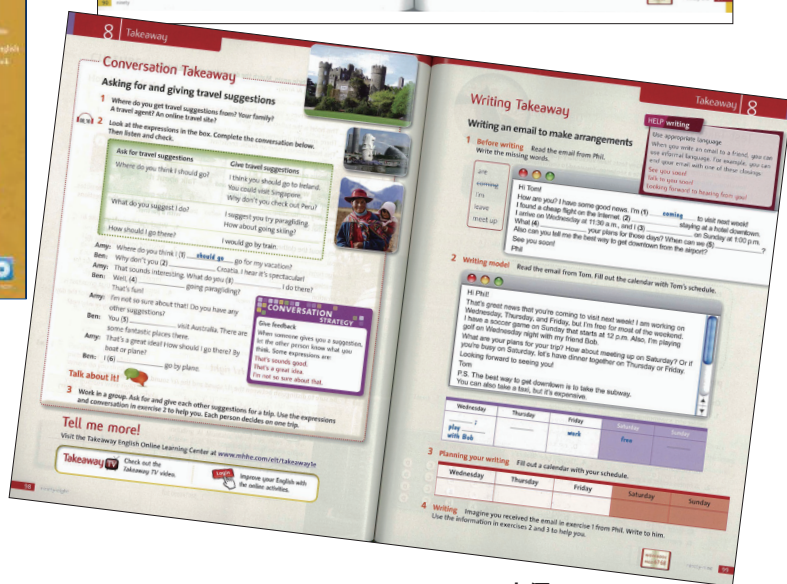 ninety
8 Takeaway
Conversation Takeaway
Asking for and giving travel suggestions
1 Where do you get travel suggestions from? Your family?
A travel agent? An online travel site?
2 Look at the expressions in the box. Complete the conversation below.
Then listen and check.
Ask for travel suggestions
Give travel suggestions
Where do you think I should go?
I think you should go to Ireland.
You could visit Singapore.
Why don't you check out Peru?
What do you suggest I do?
I suggest you try paragliding.
How about going skiing?
How should I go there?
I would go by train.
Amy: Where do you think I (1) should go go for my vacation?
Ben: Why don't you (2) Croatia. I hear it's spectacular!
Amy: That sounds interesting. What do you (3) I do there?
Ben: Well, (4) going paragliding?
That's fun!
Amy: I'm not so sure about that! Do you have any
other suggestions?
Ben: You (5) visit Australia. There are
some fantastic places there.
Amy: That's a great idea! How should I go there? By
boat or plane?
Ben: I (6) go by plane.
CONVERSATION
STRATEGY
Give feedback
When someone gives you a suggestion,
let the other person know what you
think. Some expressions are:
That's sounds good.
That's a great idea.
I'm not so sure about that.
Talk about it!
3 Work in a group. Ask for and give each other suggestions for a trip. Use the expressions
and conversation in exercise 2 to help you. Each person decides on one trip.
Tell me more!
Visit the Takeaway English Online Learning Center at www.mhhe.com/elt/takeawayle
Takeaway TV
Check out the
Takeaway TV video.
Login
Improve your English with
the online activities.
98
Takeaway 8
Writing Takeaway
Writing an email to make arrangements
HELP writing
Use appropriate language
When you write an email to a friend, you can
use informal language. For example, you can
end your email with one of these closings.
See you soon!
Talk to you soon!
Looking forward to hearing from you!
1 Before writing Read the email from Phil.
Write the missing words.
are
coming
I'm
leave
meet up
Hi Tom!
How are you? I have some good news. I'm (1) coming to visit next week!
I found a cheap flight on the Internet. (2) staying at a hotel downtown.
I arrive on Wednesday at 11:30 a.m., and I (3) on Sunday at 1:00 p.m.
What (4) your plans for those days? When can we (5) ?
Also can you tell me the best way to get downtown from the airport?
See you soon!
Phil
2 Writing model Read the email from Tom. Fill out the calendar with Tom's schedule.
Hi Phil!
That's great news that you're coming to visit next week! I am working on
Wednesday, Thursday, and Friday, but I'm free for most of the weekend.
I have a soccer game on Sunday that starts at 12 p.m. Also, I'm playing
golf on Wednesday night with my friend Bob.
What are your plans for your trip? How about meeting up on Saturday? Or if
you're busy on Saturday, let's have dinner together on Thursday or Friday.
Looking forward to seeing you!
Tom
P.S. The best way to get downtown is to take the subway.
You can also take a taxi, but it's expensive.
Wednesday Thursday Friday Saturday Sunday
play
with Bob
work
free
3 Planning your writing Fill out a calendar with your schedule.
Wednesday Thursday Friday Saturday Sunday
4 Writing Imagine you received the email in exercise 1 from Phil. Write to him.
Use the information in exercises 2 and 3 to help you.
99